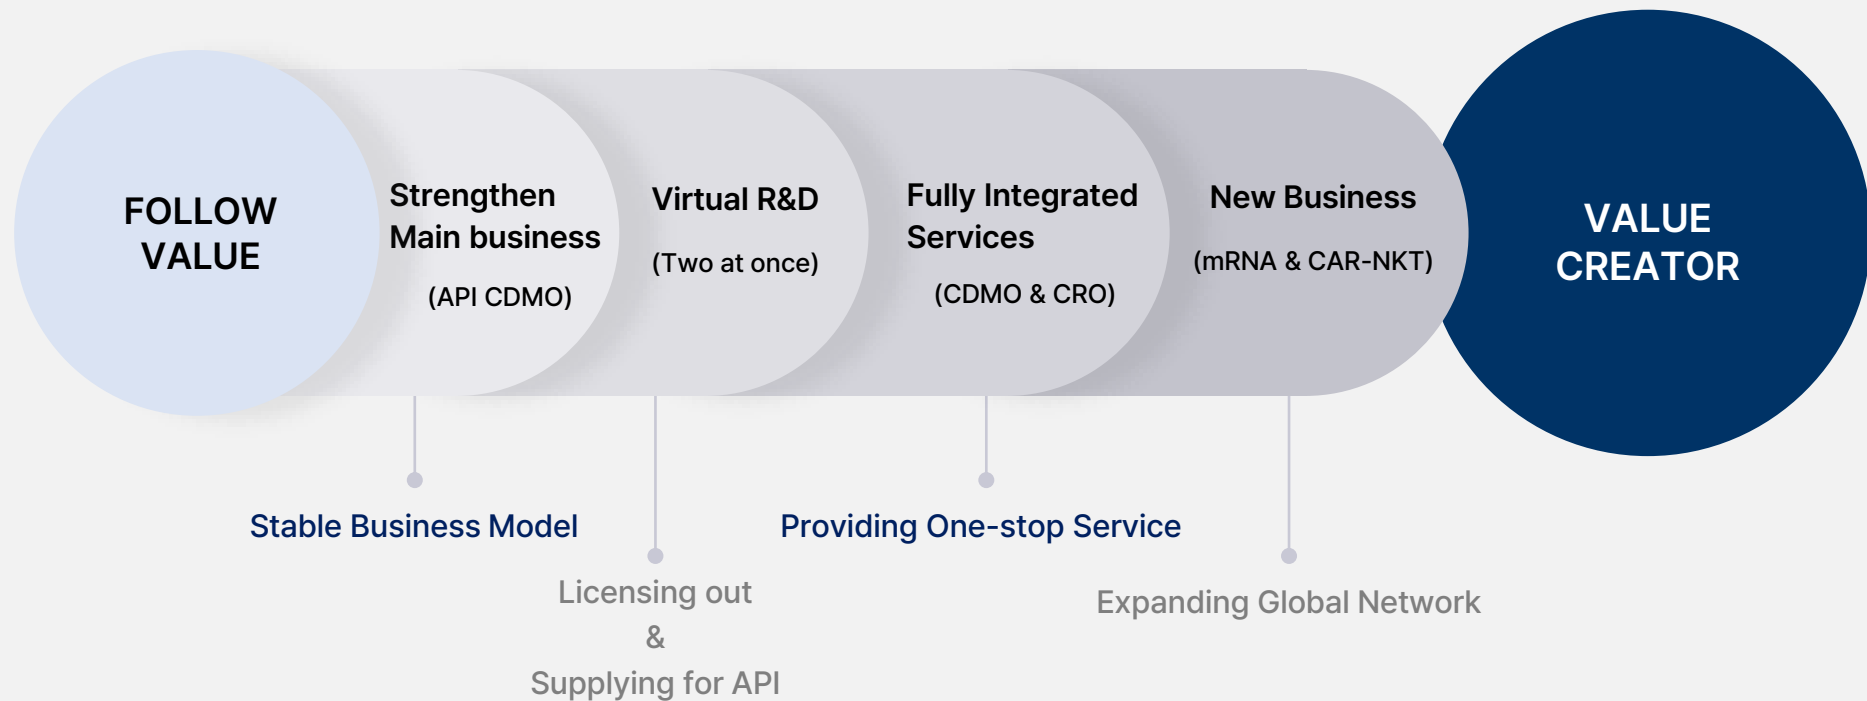 FOLLOW
VALUE
Strengthen
Main business
(API CDMO)
Virtual R&D
(Two at once)
Fully Integrated
Services
(CDMO & CRO)
New Business
(mRNA & CAR-NKT)
VALUE
CREATOR
Stable Business Model
Licensing out
&
Supplying for API
Providing One-stop Service
Expanding Global Network